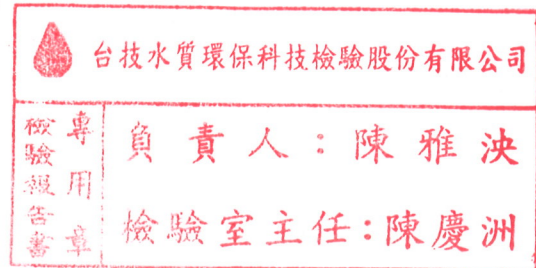 台技水質環保科技檢驗股份有限公司
檢驗報告書
專用章
負責人：陳雅泱
檢驗室主任：陳慶洲